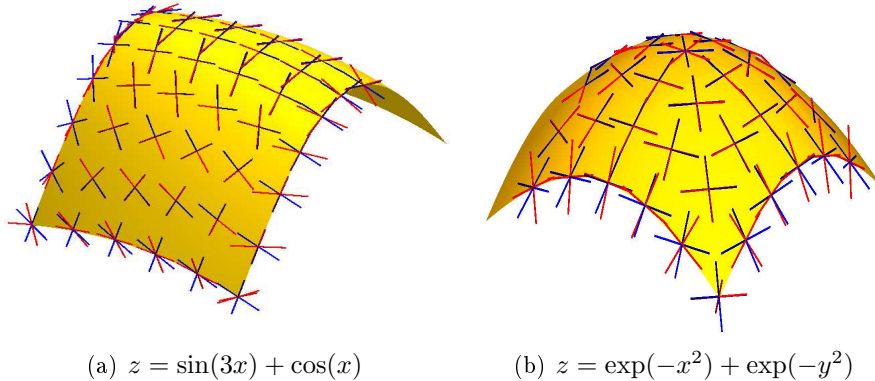 (a) z = sin(3x) + cos(x)
(b) z = exp(−x²) + exp(−y²)